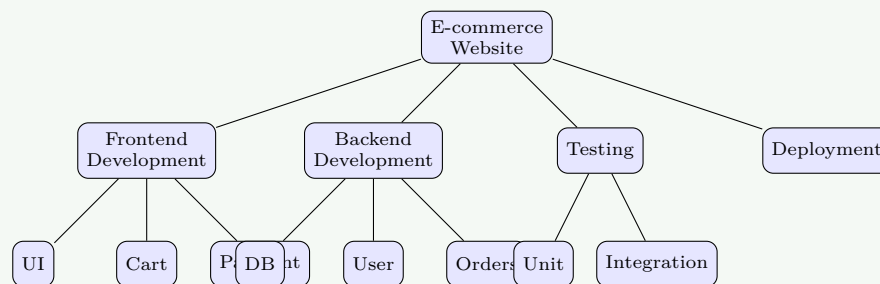 E-commerce
Website
Frontend
Development
Backend
Development
Testing
Deployment
UI
Cart
DB
User
Orders
Unit
Integration